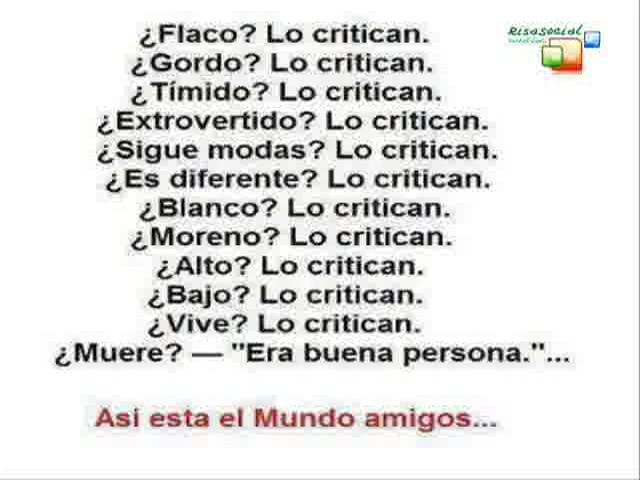 ¿Flaco? Lo critican.
¿Gordo? Lo critican.
¿Tímido? Lo critican.
¿Extrovertido? Lo critican.
¿Sigue modas? Lo critican.
¿Es diferente? Lo critican.
¿Blanco? Lo critican.
¿Moreno? Lo critican.
¿Alto? Lo critican.
¿Bajo? Lo critican.
¿Vive? Lo critican.
¿Muere? — "Era buena persona."...
Asi esta el Mundo amigos...
Risasocial